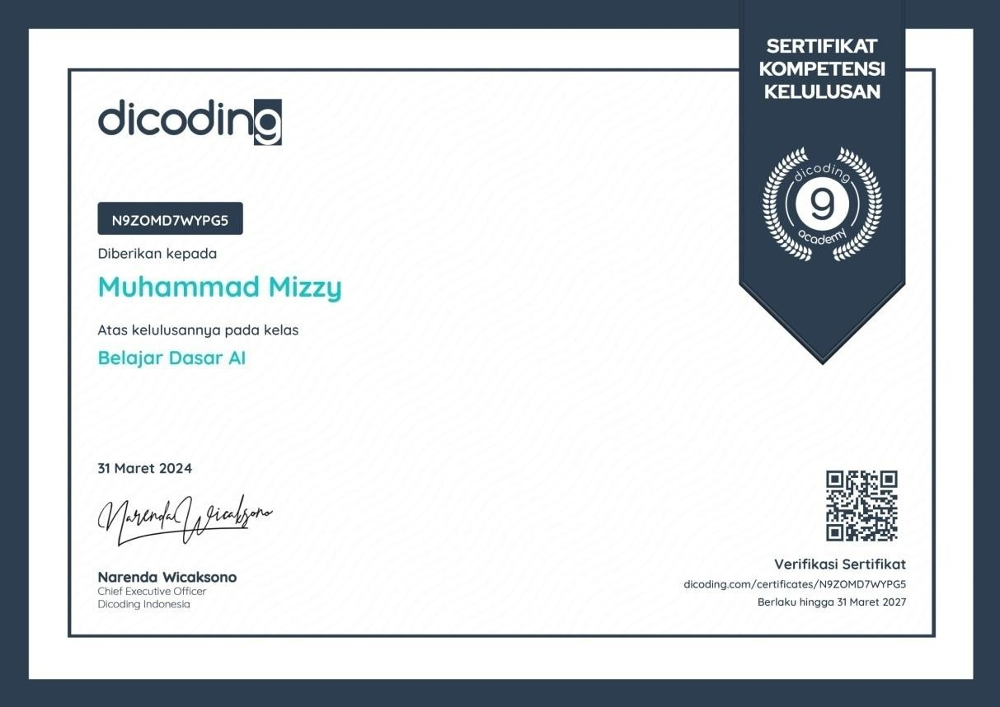 SERTIFIKAT
KOMPETENSI
KELULUSAN
dicoding
dicoding
9
academy
N9ZOMD7WYPG5
Diberikan kepada
Muhammad Mizzy
Atas kelulusannya pada kelas
Belajar Dasar AI
31 Maret 2024
Narenda Wicaksono
Narenda Wicaksono
Chief Executive Officer
Dicoding Indonesia
Verifikasi Sertifikat
dicoding.com/certificates/N9ZOMD7WYPG5
Berlaku hingga 31 Maret 2027